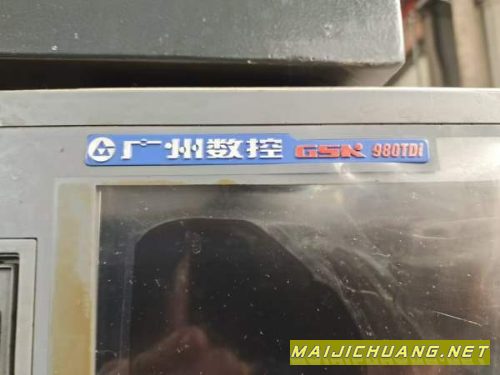 广州数控 GSK 980TDi
MAIJICHUANG.NET